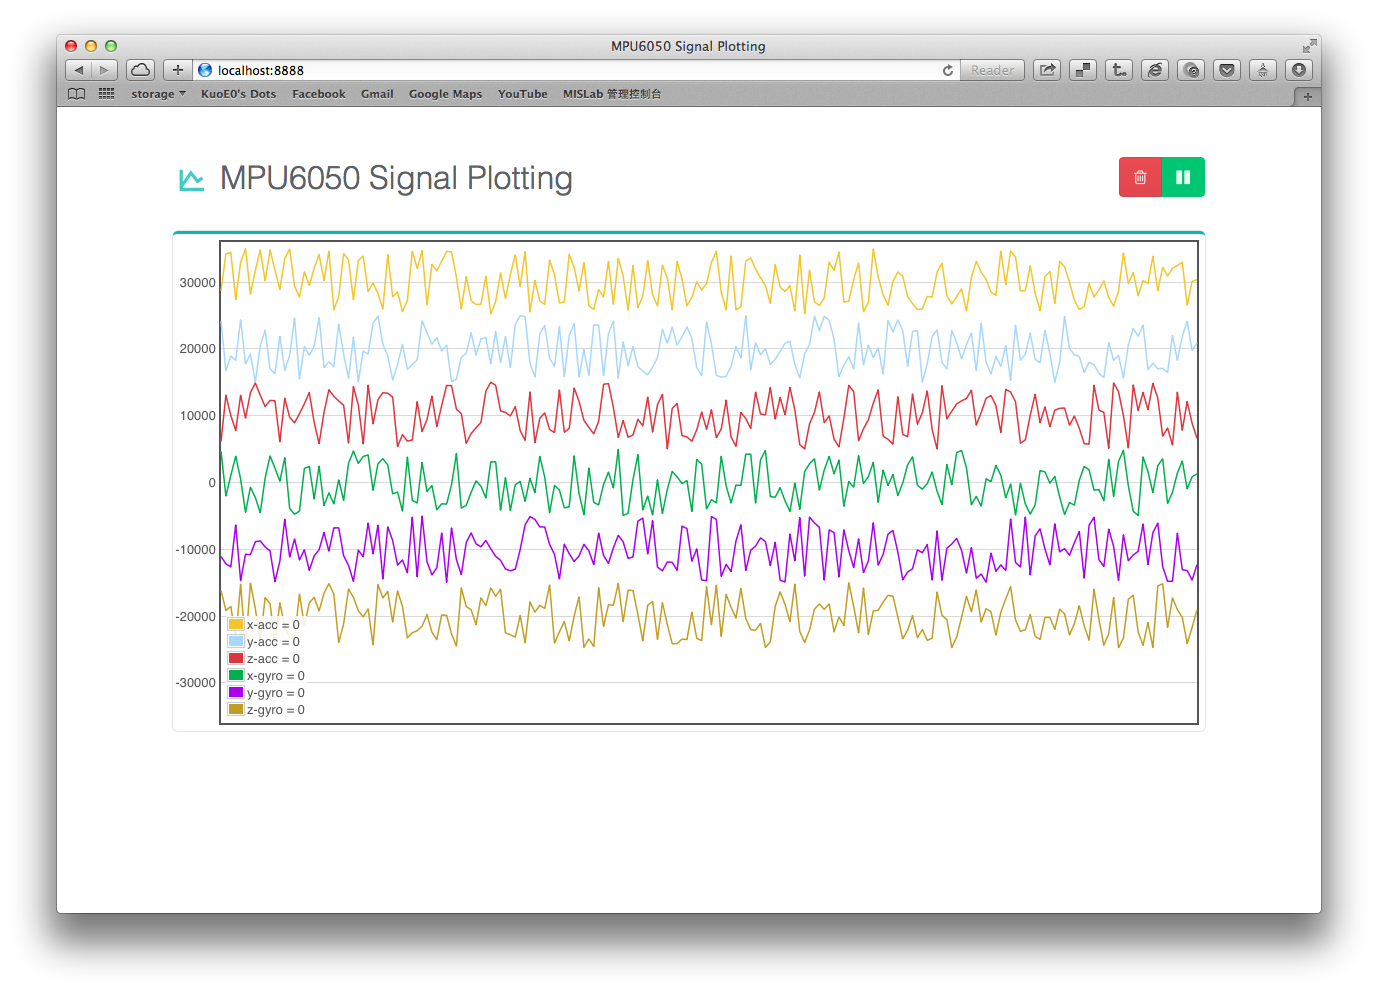 MPU6050 Signal Plotting
localhost:8888
Reader
storage
KuoE0's Dots
Facebook
Gmail
Google Maps
YouTube
MISLab 管理控制台
MPU6050 Signal Plotting
30000
20000
10000
0
-10000
-20000
-30000
x-acc = 0
y-acc = 0
z-acc = 0
x-gyro = 0
y-gyro = 0
z-gyro = 0